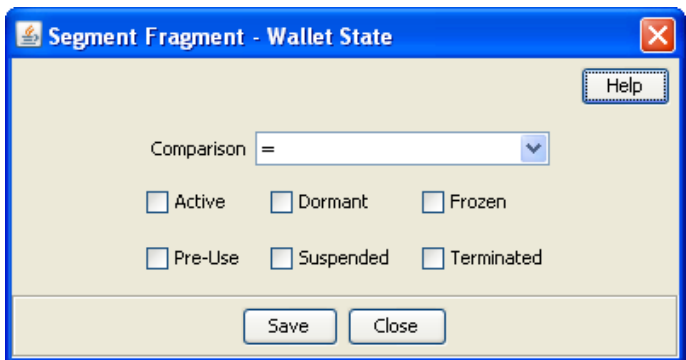 Segment Fragment - Wallet State
Help
Comparison =
Active Dormant Frozen
Pre-Use Suspended Terminated
Save Close